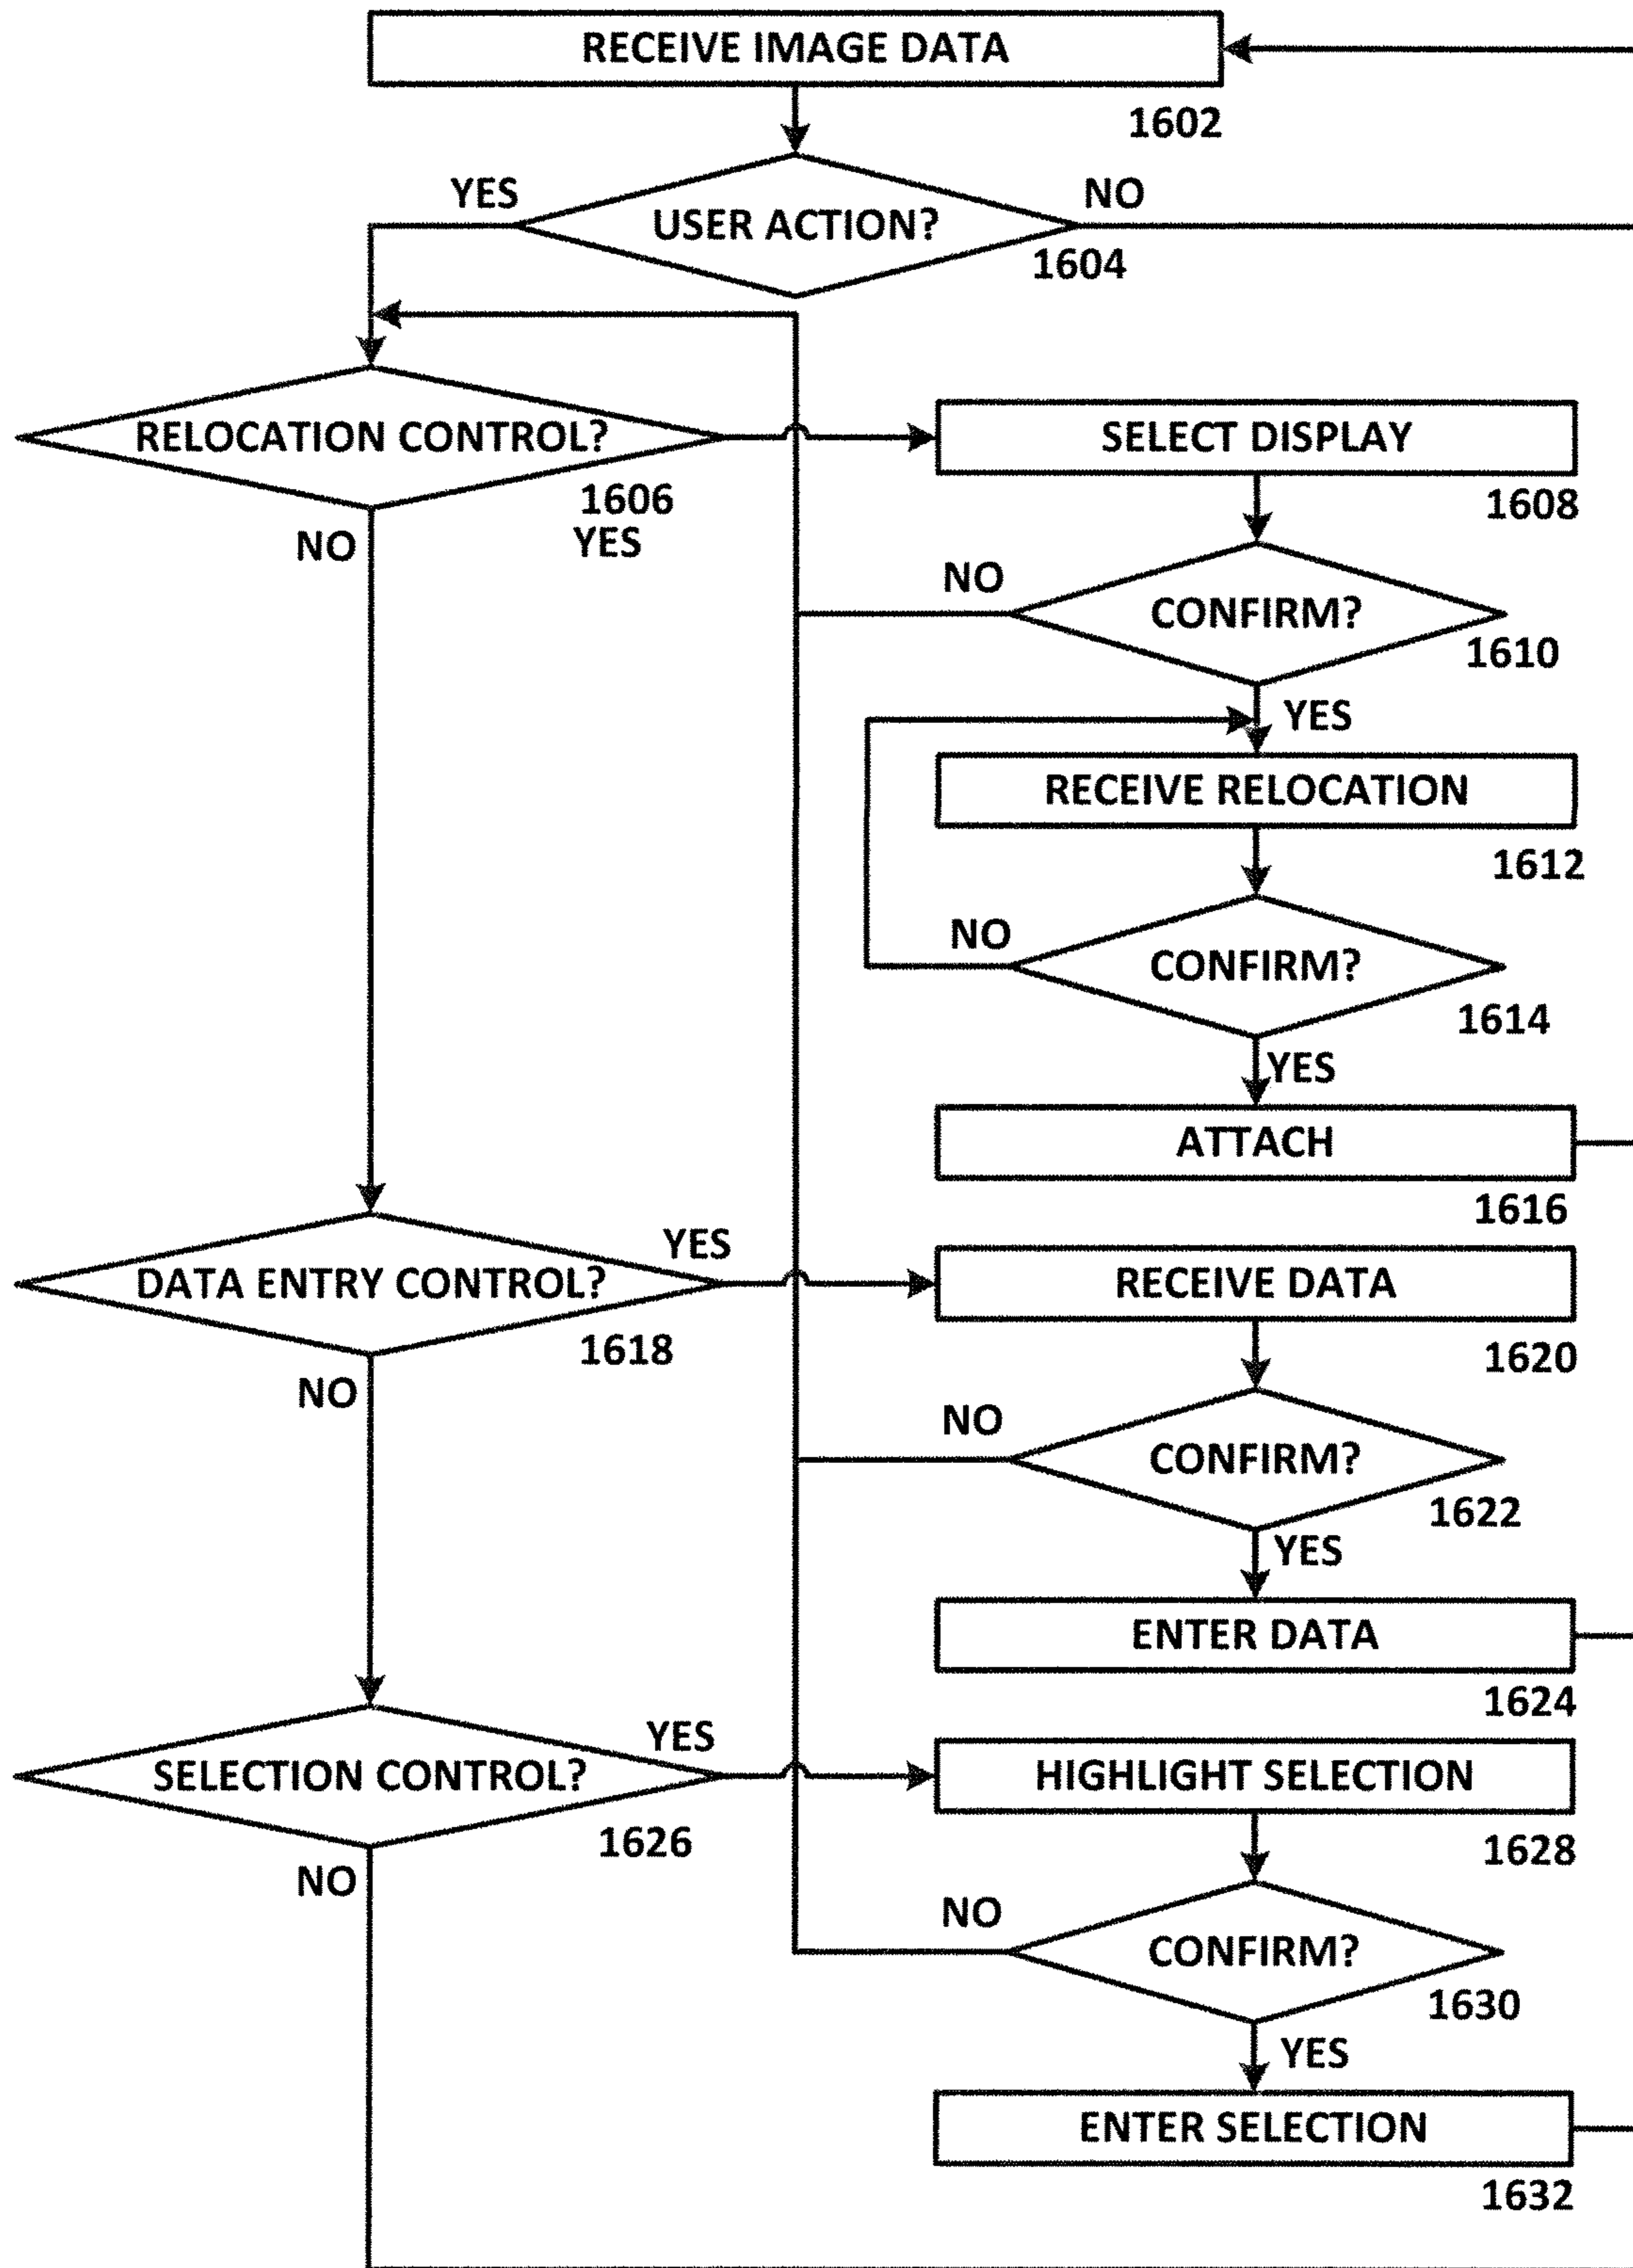 RECEIVE IMAGE DATA
1602
YES
NO
USER ACTION?
1604
RELOCATION CONTROL?
1606
YES
NO
SELECT DISPLAY
1608
NO
CONFIRM?
1610
YES
RECEIVE RELOCATION
1612
NO
CONFIRM?
1614
YES
ATTACH
1616
DATA ENTRY CONTROL?
YES
1618
NO
RECEIVE DATA
1620
NO
CONFIRM?
1622
YES
ENTER DATA
1624
SELECTION CONTROL?
YES
1626
NO
HIGHLIGHT SELECTION
1628
NO
CONFIRM?
1630
YES
ENTER SELECTION
1632